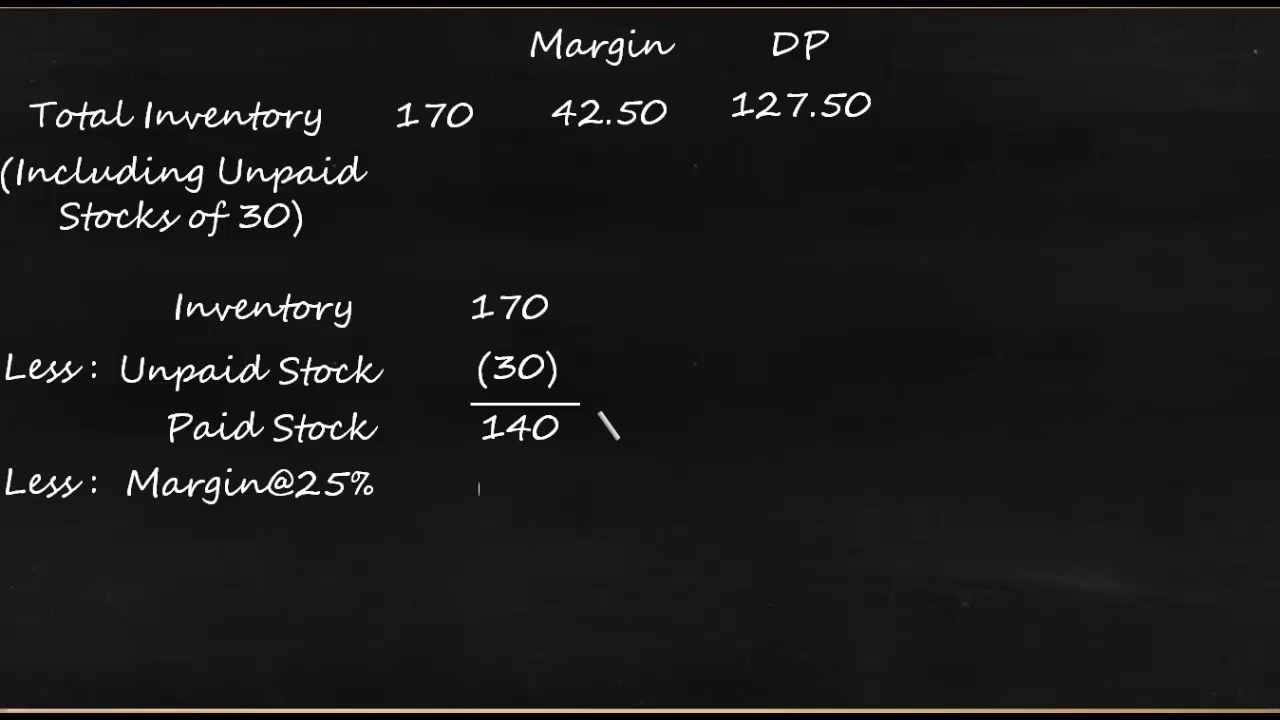 Margin DP
Total Inventory 170 42.50 127.50
(Including Unpaid
Stocks of 30)
Inventory 170
Less: Unpaid Stock (30)
Paid Stock 140
Less: Margin@25%